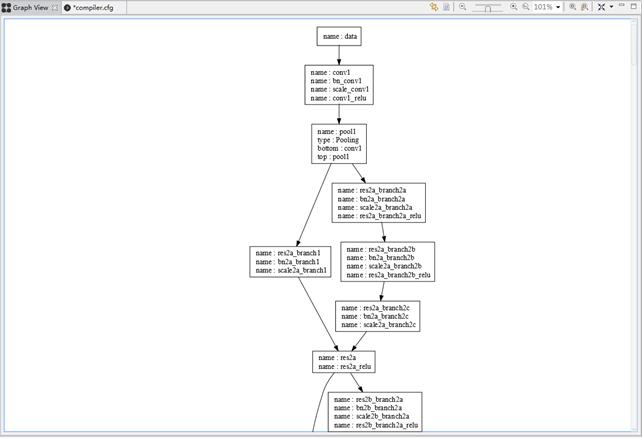 Graph View *compiler.cfg 101%
name : data
name : conv1
name : bn_conv1
name : scale_conv1
name : conv1_relu
name : pool1
type : Pooling
bottom : conv1
top : pool1
name : res2a_branch2a
name : bn2a_branch2a
name : scale2a_branch2a
name : res2a_branch2a_relu
name : res2a_branch1
name : bn2a_branch1
name : scale2a_branch1
name : res2a_branch2b
name : bn2a_branch2b
name : scale2a_branch2b
name : res2a_branch2b_relu
name : res2a_branch2c
name : bn2a_branch2c
name : scale2a_branch2c
name : res2a
name : res2a_relu
name : res2b_branch2a
name : bn2b_branch2a
name : scale2b_branch2a
name : res2b_branch2a_relu